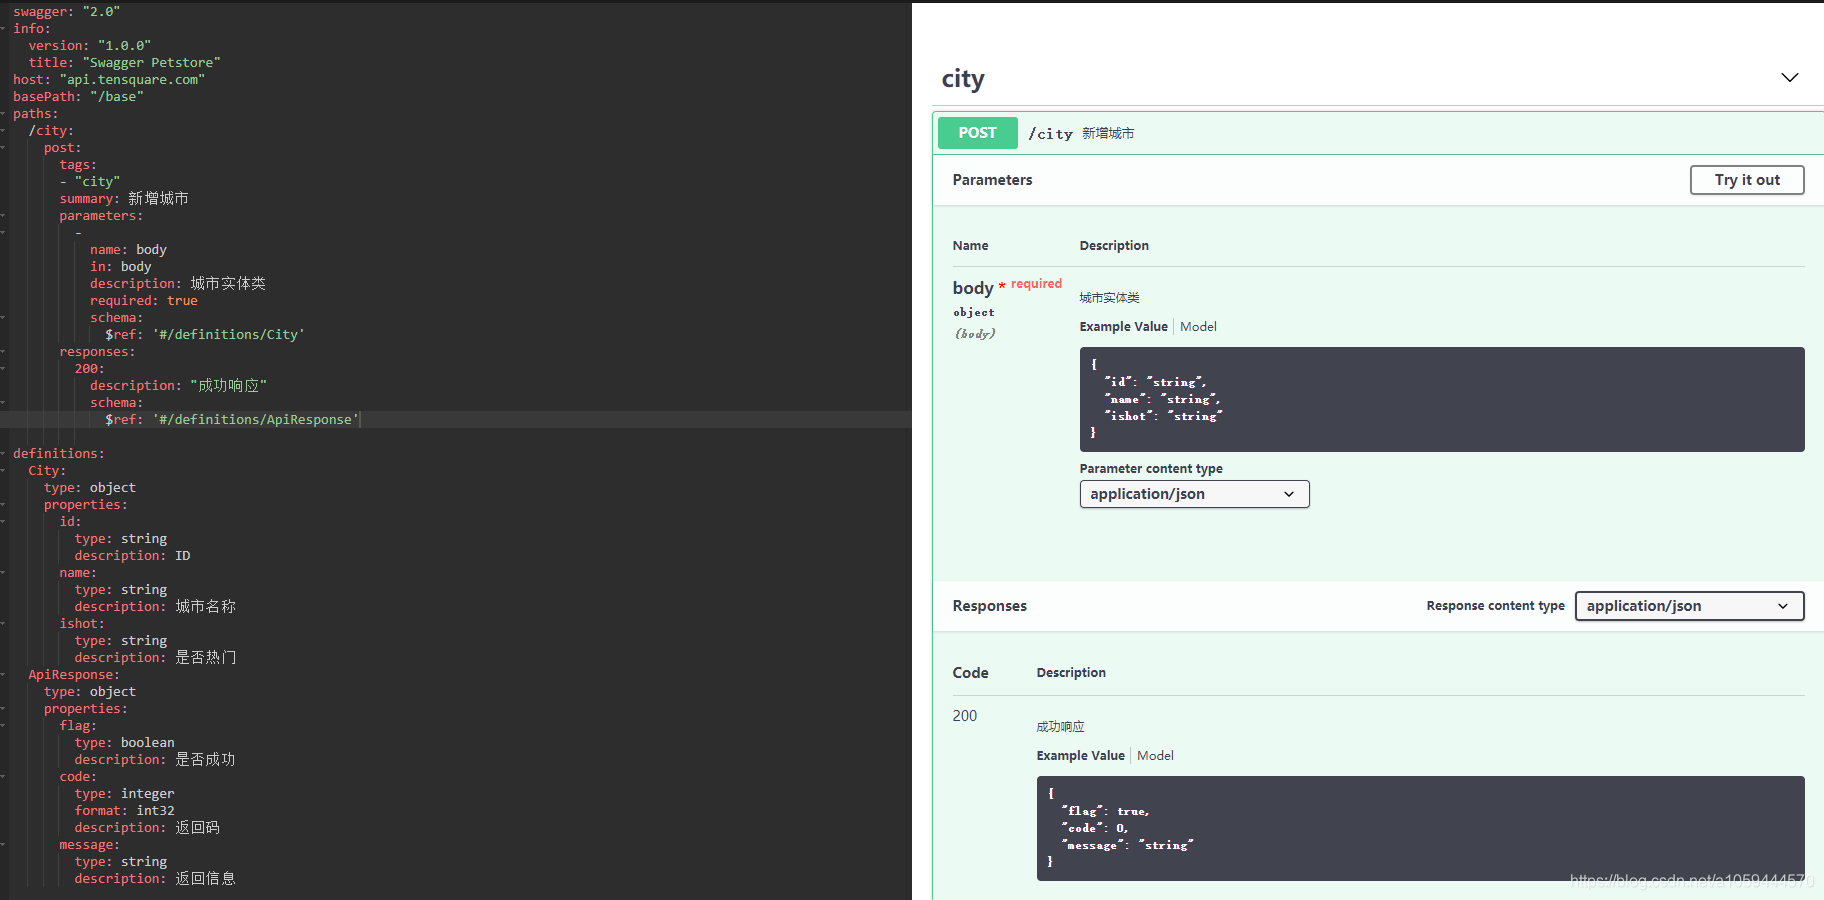 swagger: "2.0"
info:
version: "1.0.0"
title: "Swagger Petstore"
host: "api.tensquare.com"
basePath: "/base"
paths:
/city:
post:
tags:
- "city"
summary: 新增城市
parameters:
-
name: body
in: body
description: 城市实体类
required: true
schema:
$ref: '#/definitions/City'
responses:
200:
description: "成功响应"
schema:
$ref: '#/definitions/ApiResponse'
definitions:
City:
type: object
properties:
id:
type: string
description: ID
name:
type: string
description: 城市名称
ishot:
type: string
description: 是否热门
ApiResponse:
type: object
properties:
flag:
type: boolean
description: 是否成功
code:
type: integer
format: int32
description: 返回码
message:
type: string
description: 返回信息
city
POST /city 新增城市
Parameters Try it out
Name Description
body * required
object
(body)
城市实体类
Example Value Model
{
"id": "string",
"name": "string",
"ishot": "string"
}
Parameter content type
application/json
Responses Response content type application/json
Code Description
200 成功响应
Example Value Model
{
"flag": true,
"code": 0,
"message": "string"
}
https://blog.csdn.net/a1059444570